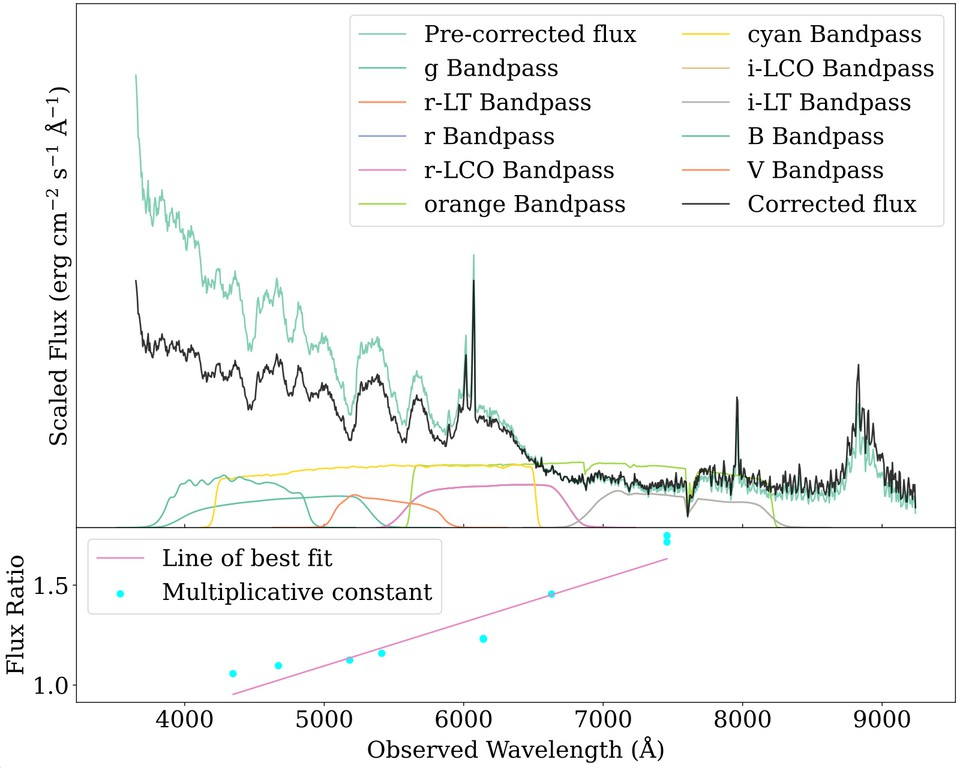 Scaled Flux (erg cm−2 s−1 Å−1)
Pre-corrected flux
g Bandpass
r-LT Bandpass
r Bandpass
r-LCO Bandpass
orange Bandpass
cyan Bandpass
i-LCO Bandpass
i-LT Bandpass
B Bandpass
V Bandpass
Corrected flux
Flux Ratio
1.5
1.0
Line of best fit
Multiplicative constant
4000 5000 6000 7000 8000 9000
Observed Wavelength (Å)